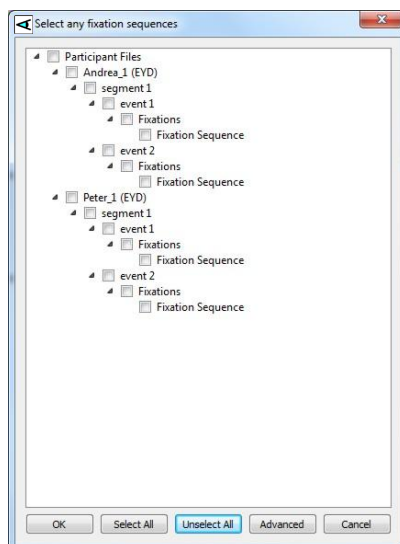 Select any fixation sequences
Participant Files
Andrea_1 (EYD)
segment 1
event 1
Fixations
Fixation Sequence
event 2
Fixations
Fixation Sequence
Peter_1 (EYD)
segment 1
event 1
Fixations
Fixation Sequence
event 2
Fixations
Fixation Sequence
OK Select All Unselect All Advanced Cancel